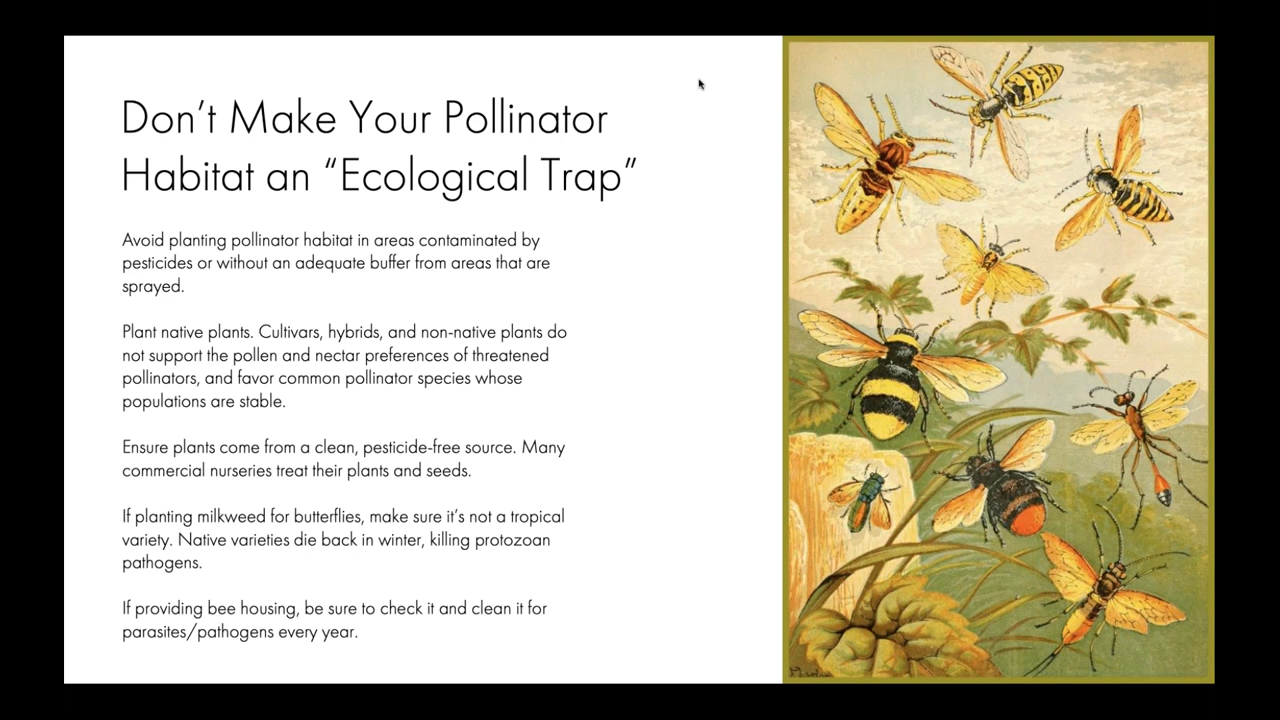 Don’t Make Your Pollinator
Habitat an “Ecological Trap”
Avoid planting pollinator habitat in areas contaminated by
pesticides or without an adequate buffer from areas that are
sprayed.
Plant native plants. Cultivars, hybrids, and non-native plants do
not support the pollen and nectar preferences of threatened
pollinators, and favor common pollinator species whose
populations are stable.
Ensure plants come from a clean, pesticide-free source. Many
commercial nurseries treat their plants and seeds.
If planting milkweed for butterflies, make sure it’s not a tropical
variety. Native varieties die back in winter, killing protozoan
pathogens.
If providing bee housing, be sure to check it and clean it for
parasites/pathogens every year.